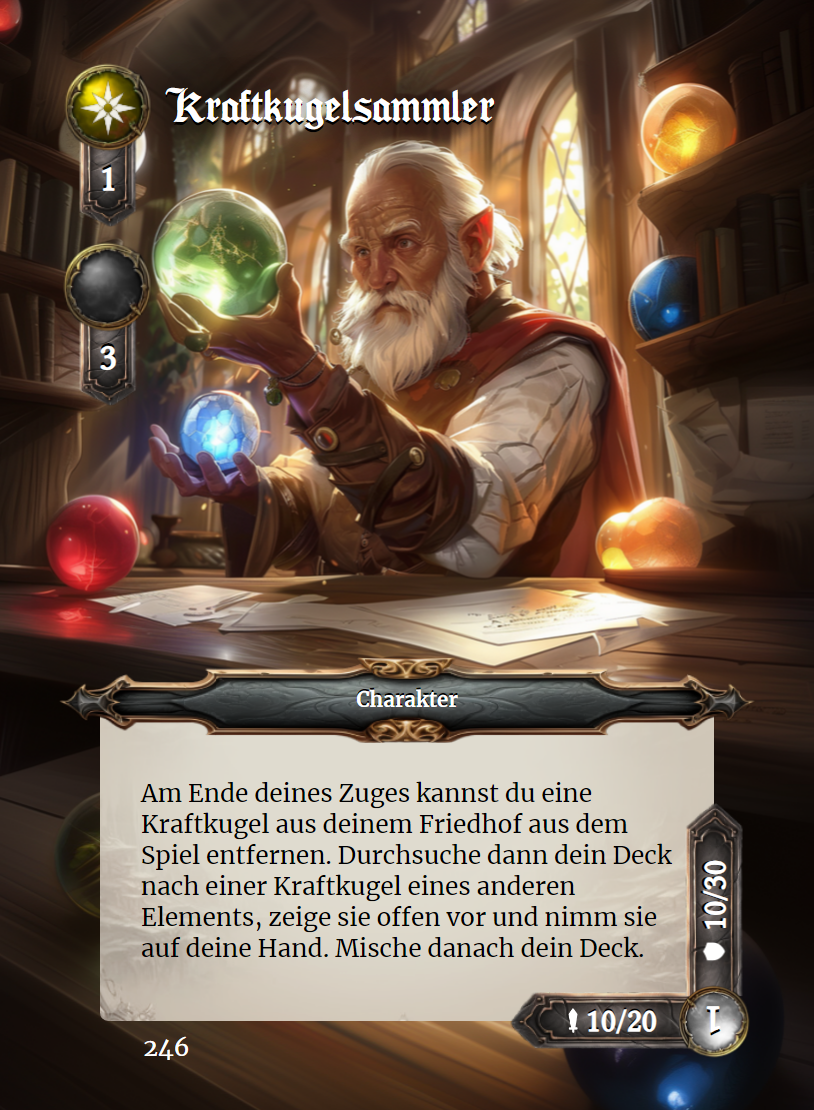 Kraftkugelsammler
1
3
Charakter
Am Ende deines Zuges kannst du eine
Kraftkugel aus deinem Friedhof aus dem
Spiel entfernen. Durchsuche dann dein Deck
nach einer Kraftkugel eines anderen
Elements, zeige sie offen vor und nimm sie
auf deine Hand. Mische danach dein Deck.
10/30
10/20
1
246